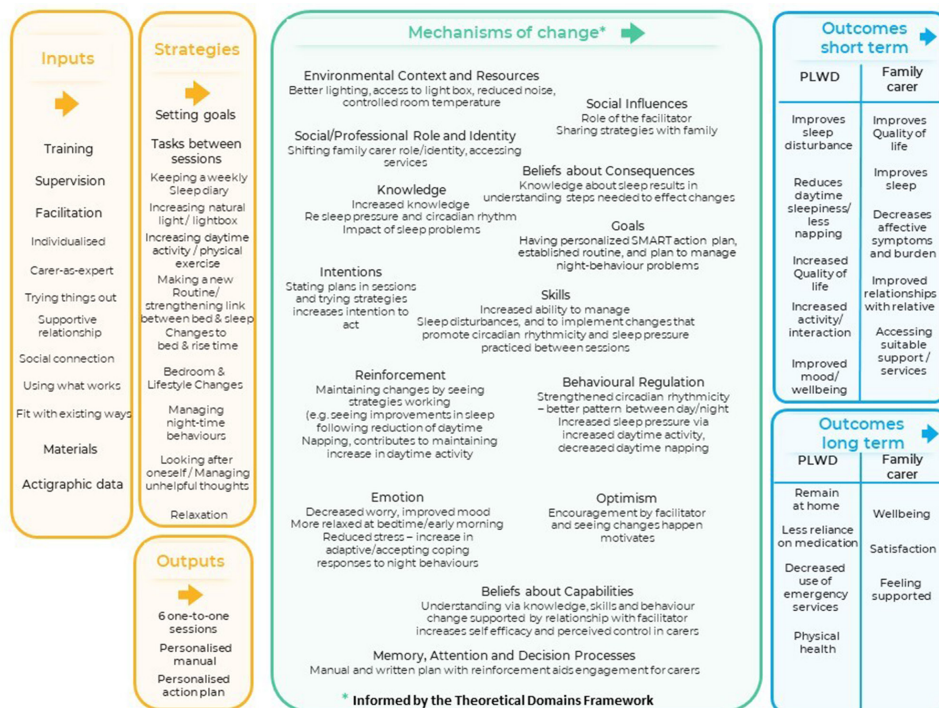 Inputs
Training
Supervision
Facilitation
Individualised
Carer-as-expert
Trying things out
Supportive
relationship
Social connection
Using what works
Fit with existing ways
Materials
Actigraphic data
Strategies
Setting goals
Tasks between
sessions
Keeping a weekly
Sleep diary
Increasing natural
light / lightbox
Increasing daytime
activity / physical
exercise
Making a new
Routine/
strengthening link
between bed & sleep
Changes to
bed & rise time
Bedroom &
Lifestyle Changes
Managing
night-time
behaviours
Looking after
oneself / Managing
unhelpful thoughts
Relaxation
Outputs
6 one-to-one
sessions
Personalised
manual
Personalised
action plan
Mechanisms of change*
Environmental Context and Resources
Better lighting, access to light box, reduced noise,
controlled room temperature
Social Influences
Role of the facilitator
Sharing strategies with family
Social/Professional Role and Identity
Shifting family carer role/identity, accessing
services
Beliefs about Consequences
Knowledge about sleep results in
understanding steps needed to effect changes
Knowledge
Increased knowledge
Re sleep pressure and circadian rhythm
Impact of sleep problems
Goals
Having personalized SMART action plan,
established routine, and plan to manage
night-behaviour problems
Intentions
Stating plans in sessions
and trying strategies
increases intention to
act
Skills
Increased ability to manage
Sleep disturbances, and to implement changes that
promote circadian rhythmicity and sleep pressure
practiced between sessions
Reinforcement
Maintaining changes by seeing
strategies working
(e.g. seeing improvements in sleep
following reduction of daytime
Napping, contributes to maintaining
increase in daytime activity
Behavioural Regulation
Strengthened circadian rhythmicity
– better pattern between day/night
Increased sleep pressure via
increased daytime activity,
decreased daytime napping
Emotion
Decreased worry, improved mood
More relaxed at bedtime/early morning
Reduced stress – increase in
adaptive/accepting coping
responses to night behaviours
Optimism
Encouragement by facilitator
and seeing changes happen
motivates
Beliefs about Capabilities
Understanding via knowledge, skills and behaviour
change supported by relationship with facilitator
increases self efficacy and perceived control in carers
Memory, Attention and Decision Processes
Manual and written plan with reinforcement aids engagement for carers
* Informed by the Theoretical Domains Framework
Outcomes
short term
PLWD
Improves
sleep
disturbance
Reduces
daytime
sleepiness/
less
napping
Increased
Quality of
life
Increased
activity/
interaction
Improved
mood/
wellbeing
Family
carer
Improves
Quality of
life
Improves
sleep
Decreases
affective
symptoms
and burden
Improved
relationships
with relative
Accessing
suitable
support /
services
Outcomes
long term
PLWD
Remain
at home
Less reliance
on medication
Decreased
use of
emergency
services
Physical
health
Family
carer
Wellbeing
Satisfaction
Feeling
supported